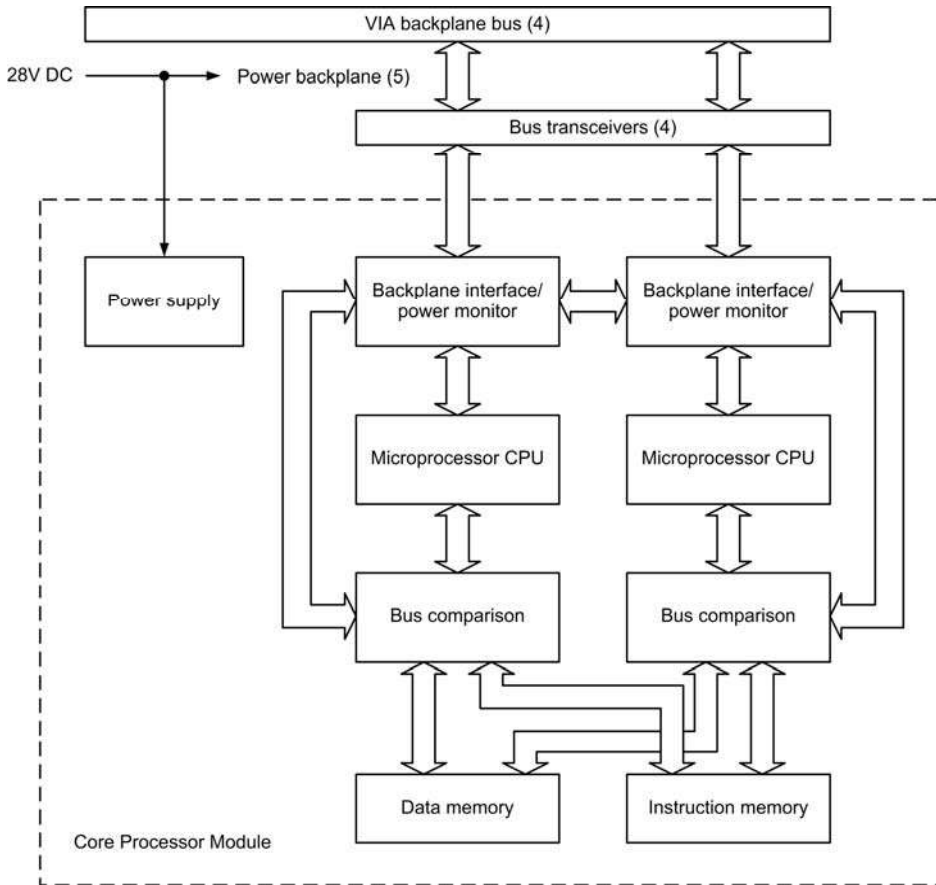 VIA backplane bus (4)
28V DC
Power backplane (5)
Bus transceivers (4)
Power supply
Backplane interface/
power monitor
Backplane interface/
power monitor
Microprocessor CPU
Microprocessor CPU
Bus comparison
Bus comparison
Data memory
Instruction memory
Core Processor Module